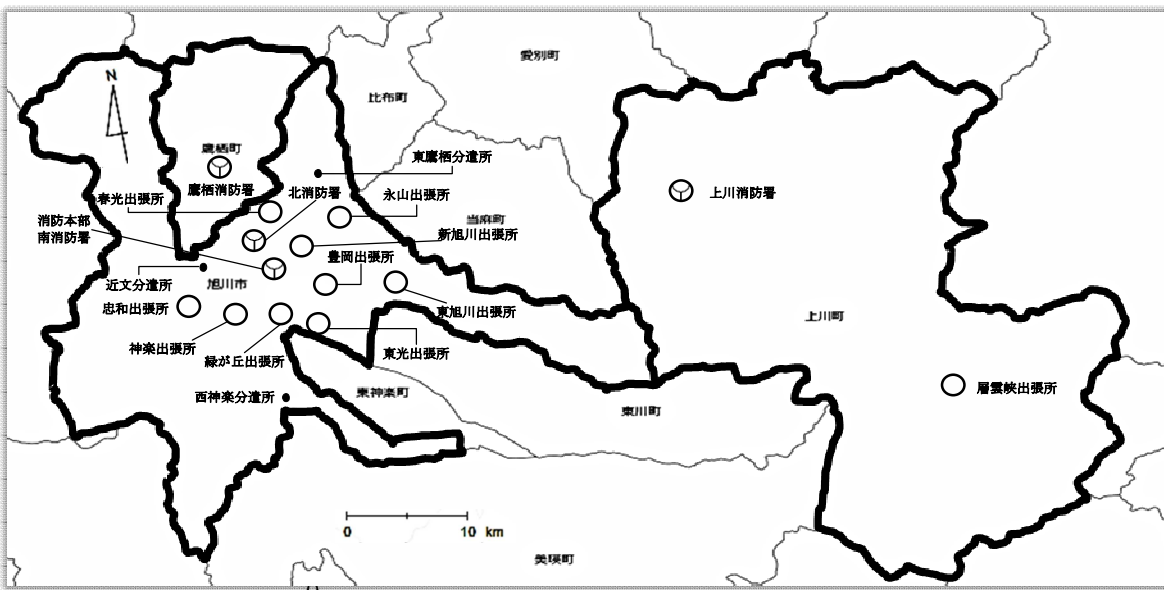 愛別町
N
比布町
鷹栖町
東鷹栖分遣所
鷹栖消防署
北消防署
永山出張所
上川消防署
春光出張所
消防本部
南消防署
当麻町
新旭川出張所
豊岡出張所
近文分遣所
旭川市
忠和出張所
東旭川出張所
上川町
神楽出張所
緑が丘出張所
東光出張所
西神楽分遣所
東神楽町
東川町
層雲峡出張所
0 10 km
美瑛町